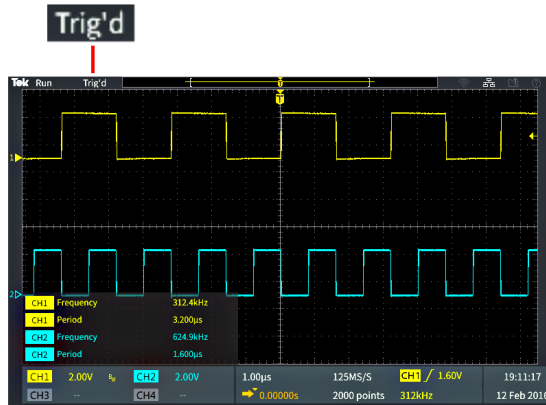 Trig'd
Tek Run Trig'd
T
1
2
CH1 Frequency 312.4kHz
CH1 Period 3.200µs
CH2 Frequency 624.9kHz
CH2 Period 1.600µs
CH1 2.00V BW CH2 2.00V 1.00µs 125MS/S CH1 1.60V 19:11:17
CH3 -- CH4 -- 0.00000s 2000 points 312kHz 12 Feb 2016